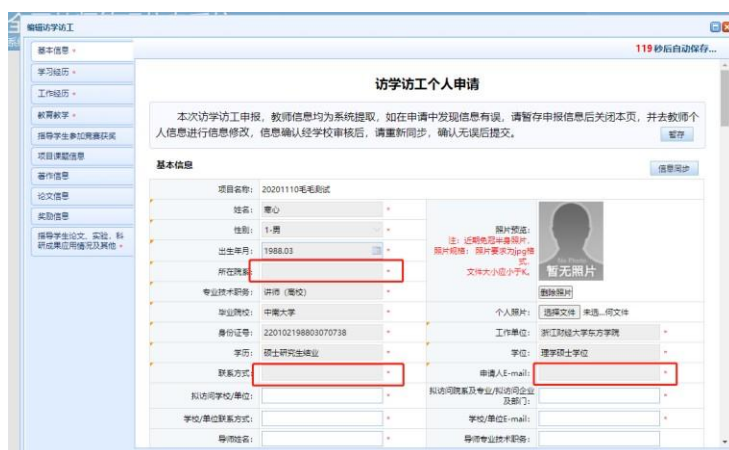 编辑访学访工
119 秒后自动保存...
基本信息 *
学习经历 *
工作经历 *
教育教学 *
指导学生参加竞赛获奖
项目课题信息
著作信息
论文信息
奖励信息
指导学生论文、实验、科
研成果应用情况及其他 *
访学访工个人申请
本次访学访工申报，教师信息均为系统提取，如在申请中发现信息有误，请暂存申报信息后关闭本页，并去教师个
人信息进行信息修改，信息确认经学校审核后，请重新同步，确认无误后提交。
暂存
基本信息
信息同步
项目名称： 20201110毛毛测试
姓名： 童心 *
性别： 1-男 *
照片预览：
注：近期免冠半身照片，
照片规格： 照片要求为jpg格
式，
文件大小应小于K。
No Photo
暂无照片
出生年月： 1988.03 *
所在院系： *
专业技术职务： 讲师（高校） *
删除照片
毕业院校： 中南大学 *
个人照片： 选择文件 未选...何文件
身份证号： 220102198803070738 *
工作单位： 浙江财经大学东方学院 *
学历： 硕士研究生结业 *
学位： 理学硕士学位 *
联系方式： *
申请人E-mail： *
拟访问学校/单位： *
拟访问院系及专业/拟访问企业
及部门： *
学校/单位联系方式： *
学校/单位E-mail： *
导师姓名： *
导师专业技术职务： *